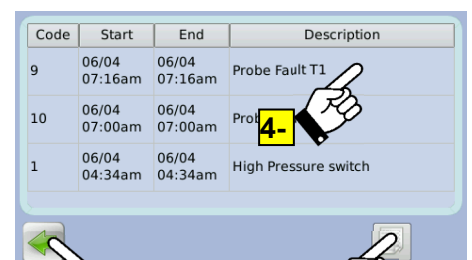 Code Start End Description
9 06/04 07:16am 06/04 07:16am Probe Fault T1
10 06/04 07:00am 06/04 07:00am
4-
1 06/04 04:34am 06/04 04:34am High Pressure switch